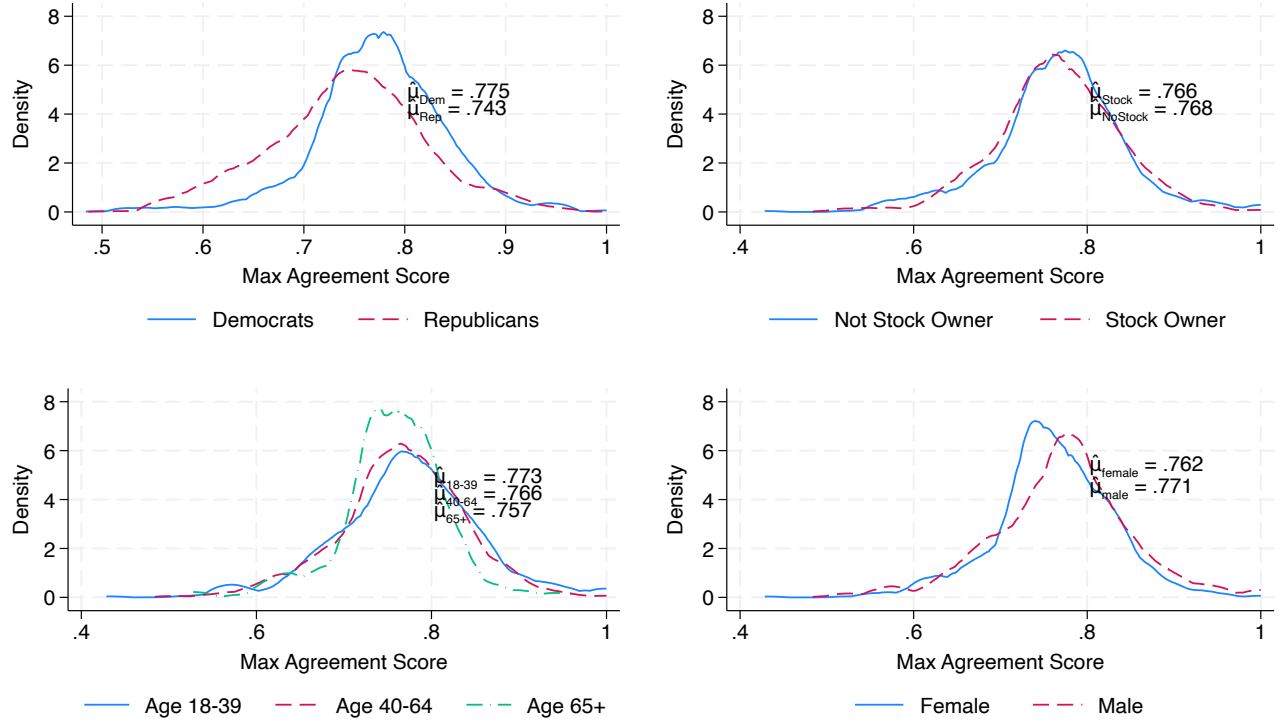 8
6
4
2
0
Density
μ̂Dem = .775
μ̂Rep = .743
.5 .6 .7 .8 .9 1
Max Agreement Score
Democrats Republicans
8
6
4
2
0
Density
μ̂Stock = .766
μ̂NoStock = .768
.4 .6 .8 1
Max Agreement Score
Not Stock Owner Stock Owner
8
6
4
2
0
Density
μ̂18-39 = .773
μ̂40-64 = .766
μ̂65+ = .757
.4 .6 .8 1
Max Agreement Score
Age 18-39 Age 40-64 Age 65+
8
6
4
2
0
Density
μ̂female = .762
μ̂male = .771
.4 .6 .8 1
Max Agreement Score
Female Male